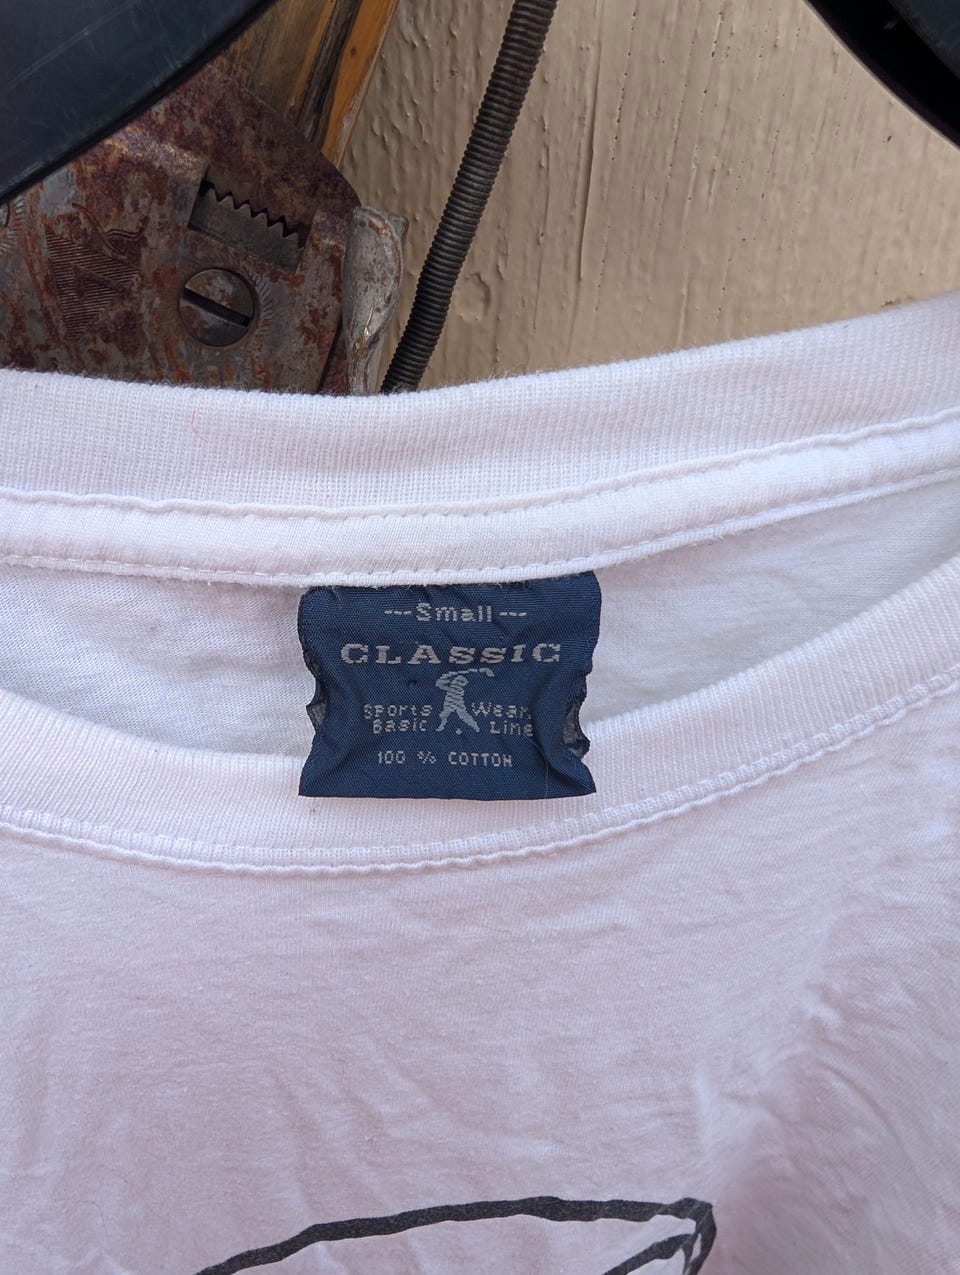 ---Small---
CLASSIC
Sports Wear
Basic Line
100 % COTTON